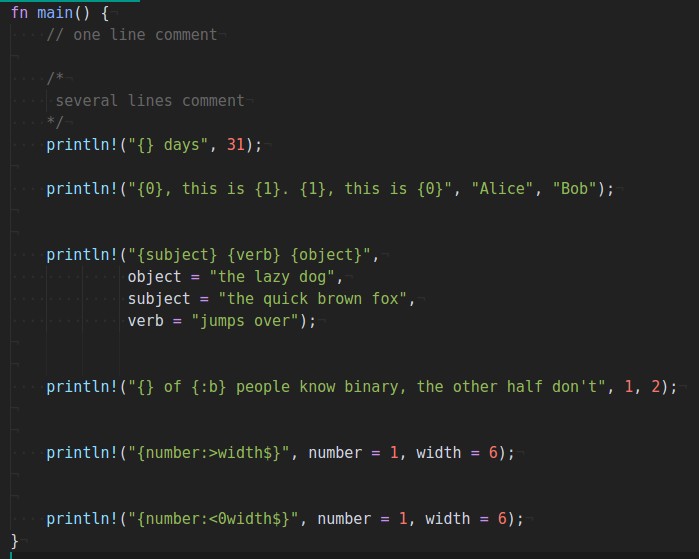 fn main() {
// one line comment
/*
several lines comment
*/
println!("{} days", 31);
println!("{0}, this is {1}. {1}, this is {0}", "Alice", "Bob");
println!("{subject} {verb} {object}",
object = "the lazy dog",
subject = "the quick brown fox",
verb = "jumps over");
println!("{} of {:b} people know binary, the other half don't", 1, 2);
println!("{number:>width$}", number = 1, width = 6);
println!("{number:<0width$}", number = 1, width = 6);
}